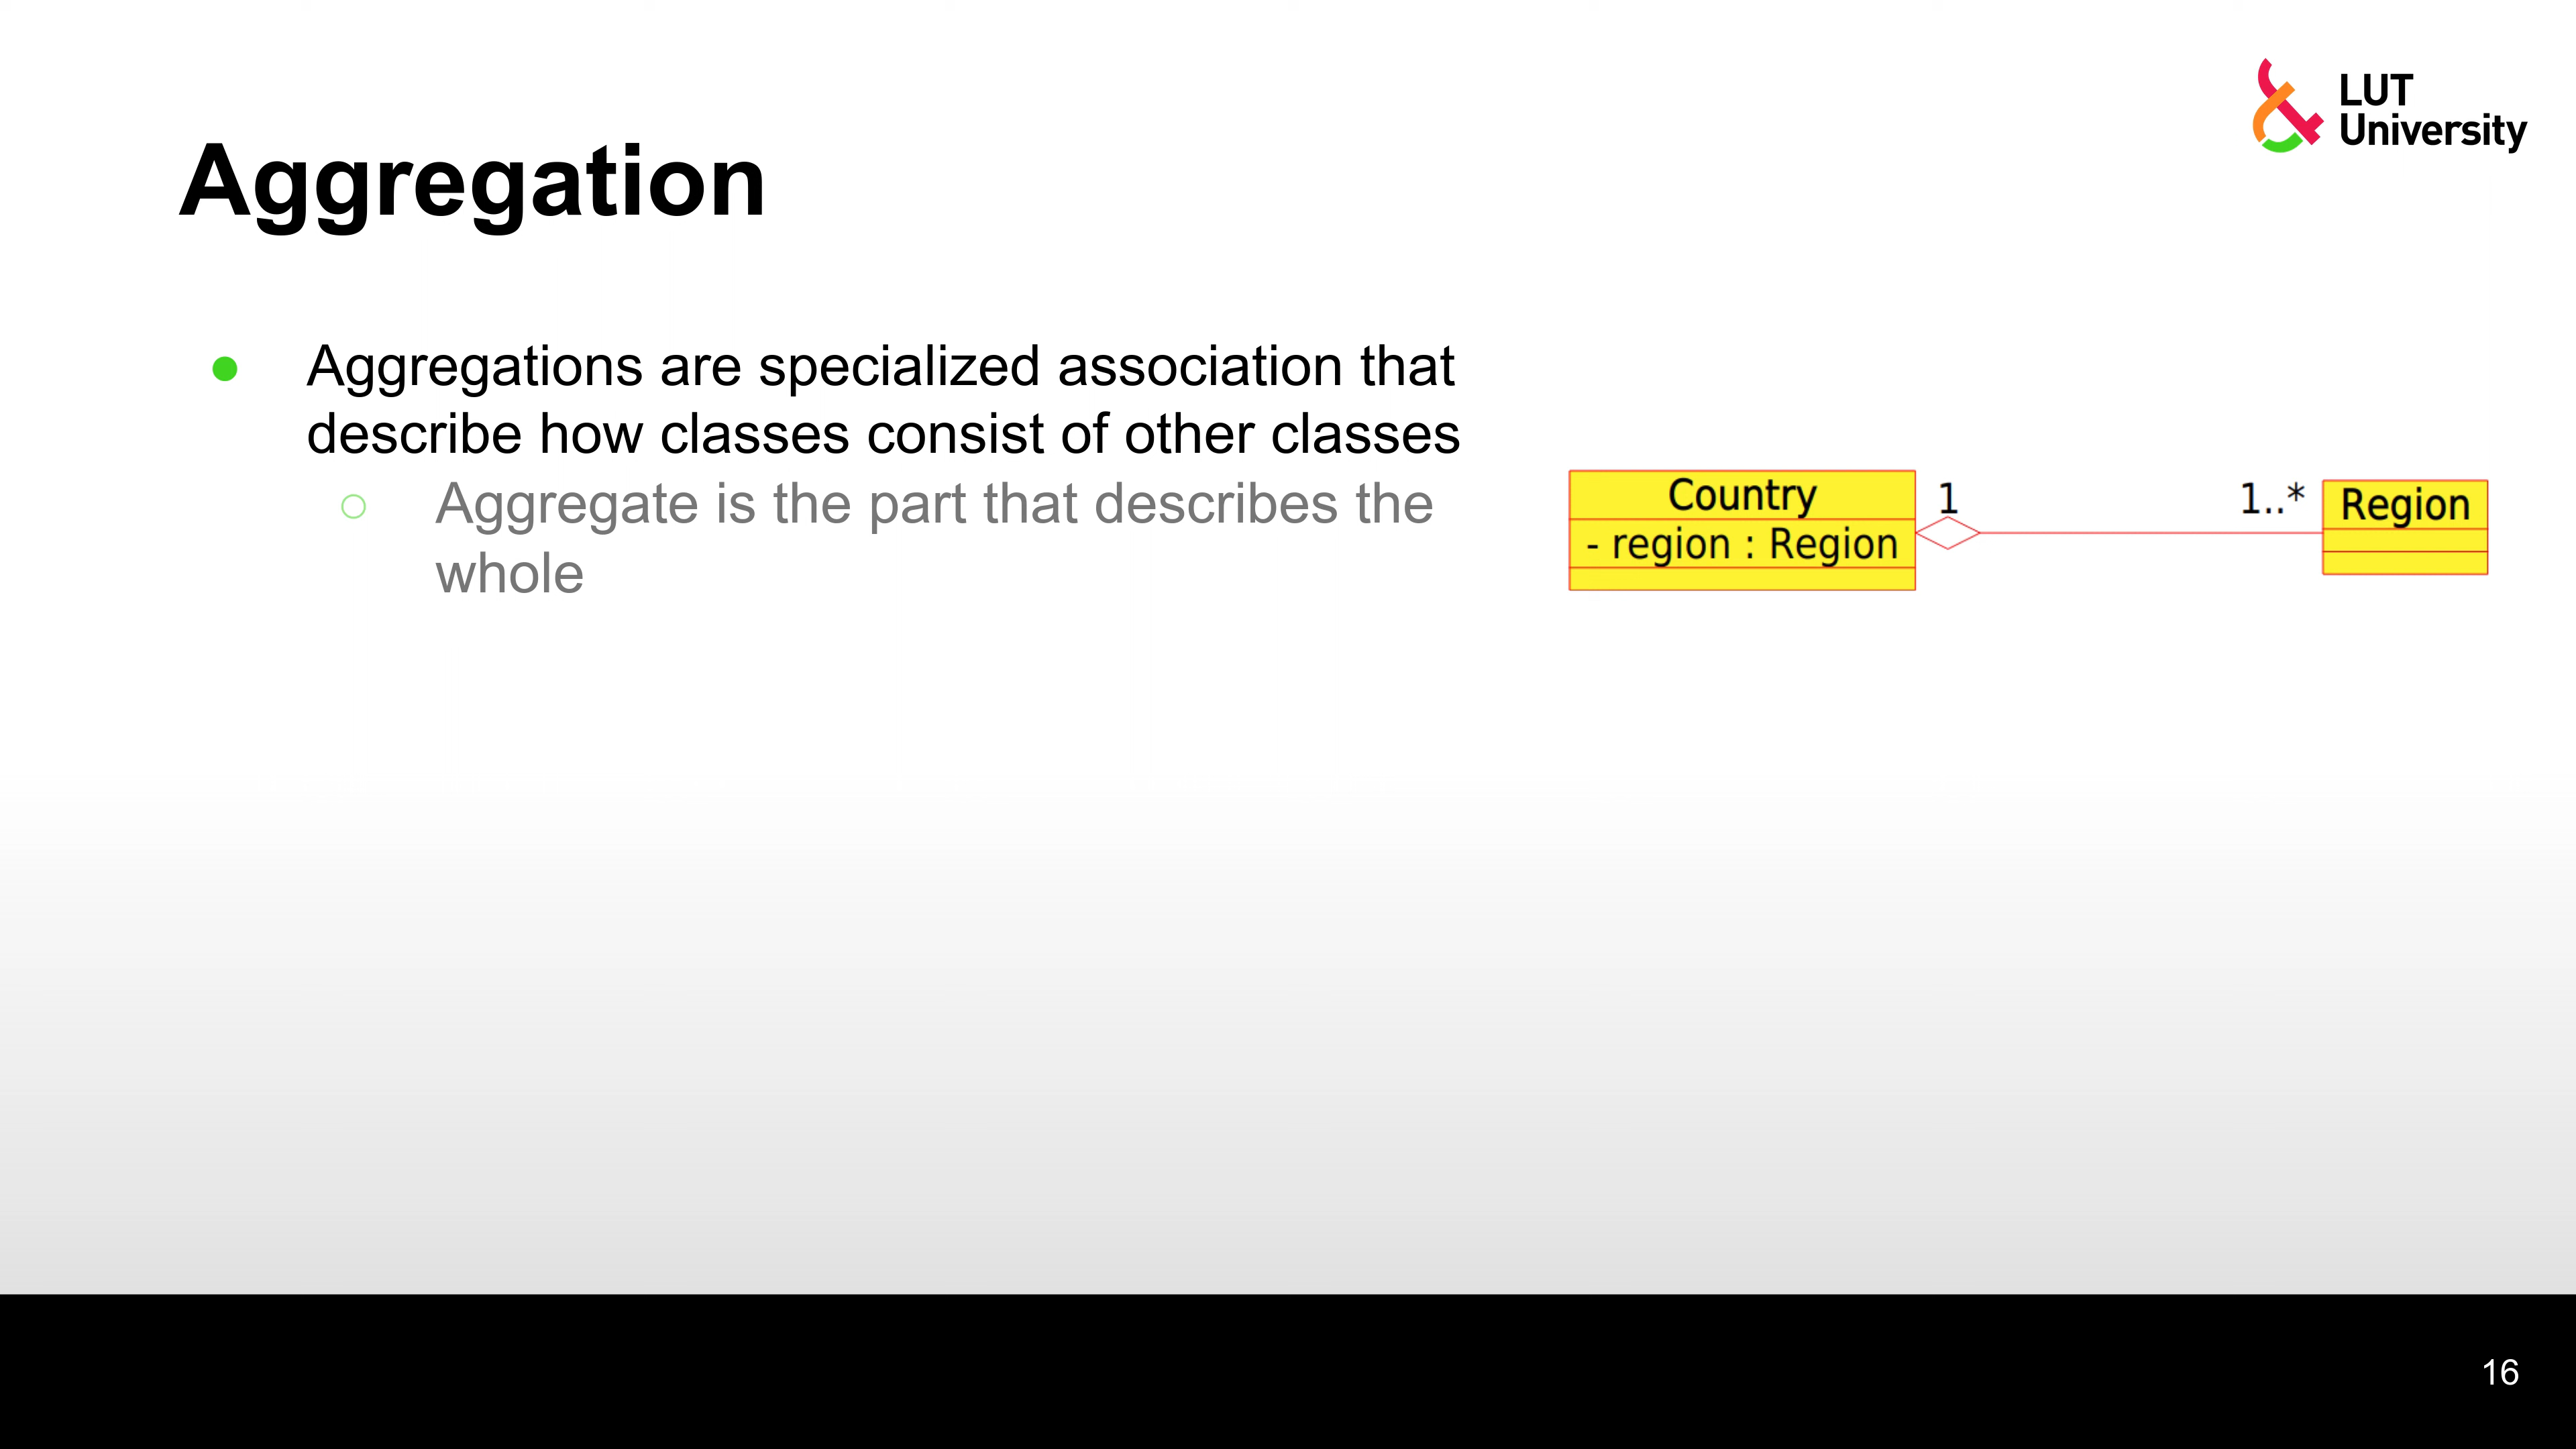 LUT
University
Aggregation
● Aggregations are specialized association that
describe how classes consist of other classes
○ Aggregate is the part that describes the
whole
Country
- region : Region
1
1..*
Region
16